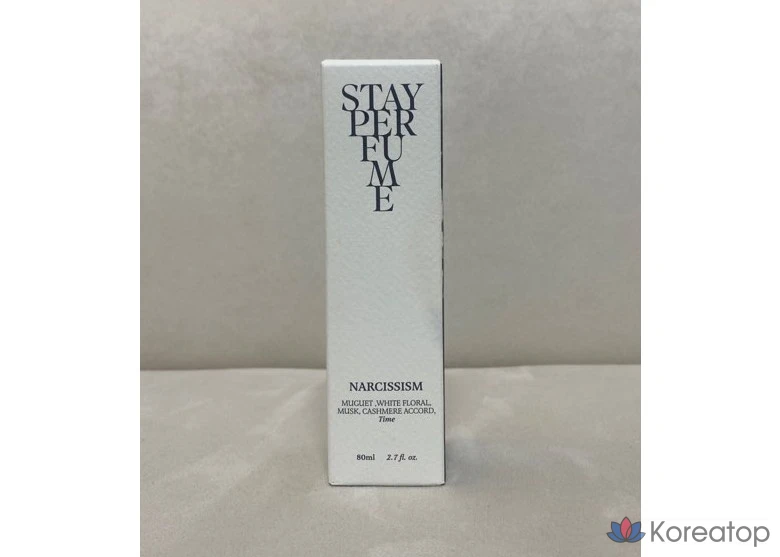 STAY
PER
FU
M
E
NARCISSISM
MUGUET ,WHITE FLORAL,
MUSK, CASHMERE ACCORD,
Time
80ml 2.7 fl. oz.
Koreatop